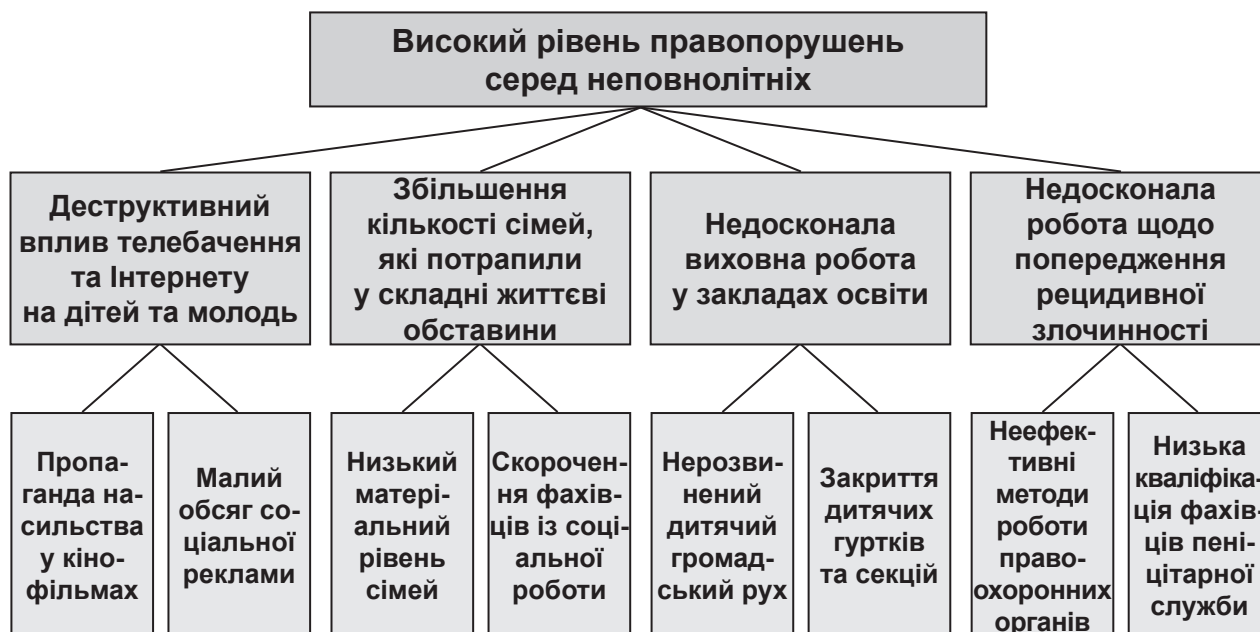 Високий рівень правопорушень
серед неповнолітніх
Деструктивний
вплив телебачення
та Інтернету
на дітей та молодь
Збільшення
кількості сімей,
які потрапили
у складні життєві
обставини
Недосконала
виховна робота
у закладах освіти
Недосконала
робота щодо
попередження
рецидивної
злочинності
Пропа-
ганда на-
сильства
у кіно-
фільмах
Малий
обсяг со-
ціальної
реклами
Низький
матері-
альний
рівень
сімей
Скорочен-
ня фахів-
ців із соці-
альної
роботи
Нерозви-
нений
дитячий
громад-
ський рух
Закриття
дитячих
гуртків
та секцій
Неефек-
тивні
методи
роботи
право-
охоронних
органів
Низька
кваліфіка-
ція фахів-
ців пені-
цітарної
служби